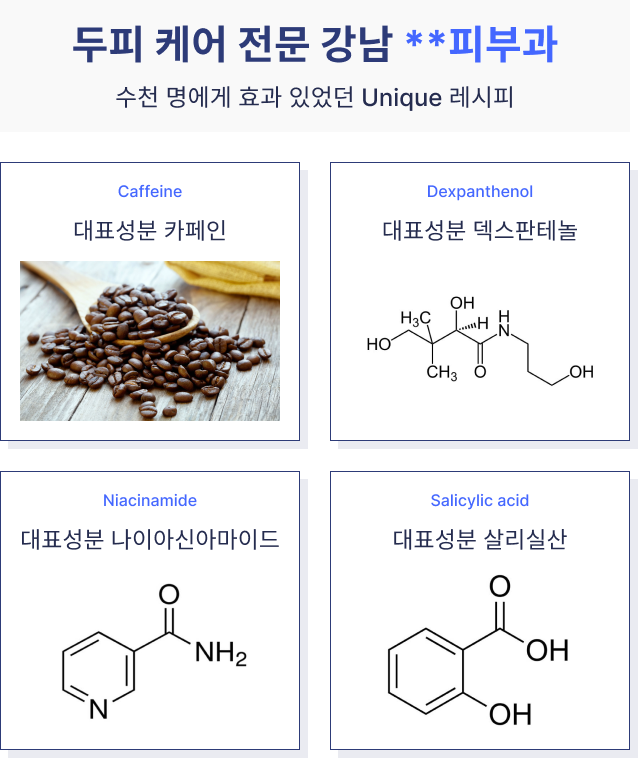 두피 케어 전문 강남 **피부과
수천 명에게 효과 있었던 Unique 레시피
Caffeine
대표성분 카페인
Dexpanthenol
대표성분 덱스판테놀
OH
H₃C
H
H
N
HO
CH₃
O
OH
Niacinamide
대표성분 나이아신아마이드
O
NH₂
N
Salicylic acid
대표성분 살리실산
O
OH
OH